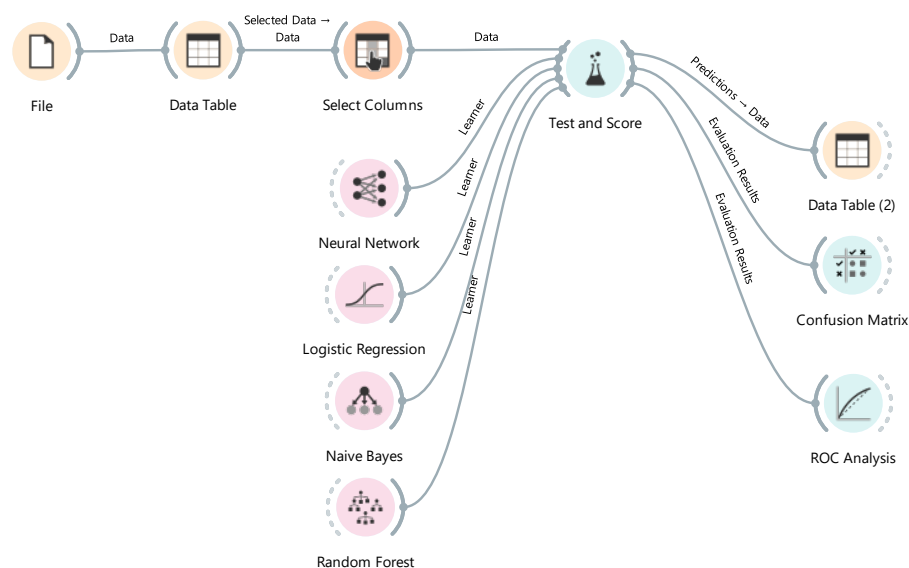 Data
Selected Data →
Data
Data
File
Data Table
Select Columns
Test and Score
Learner
Learner
Learner
Learner
Predictions → Data
Evaluation Results
Evaluation Results
Neural Network
Logistic Regression
Naive Bayes
Random Forest
Data Table (2)
Confusion Matrix
ROC Analysis